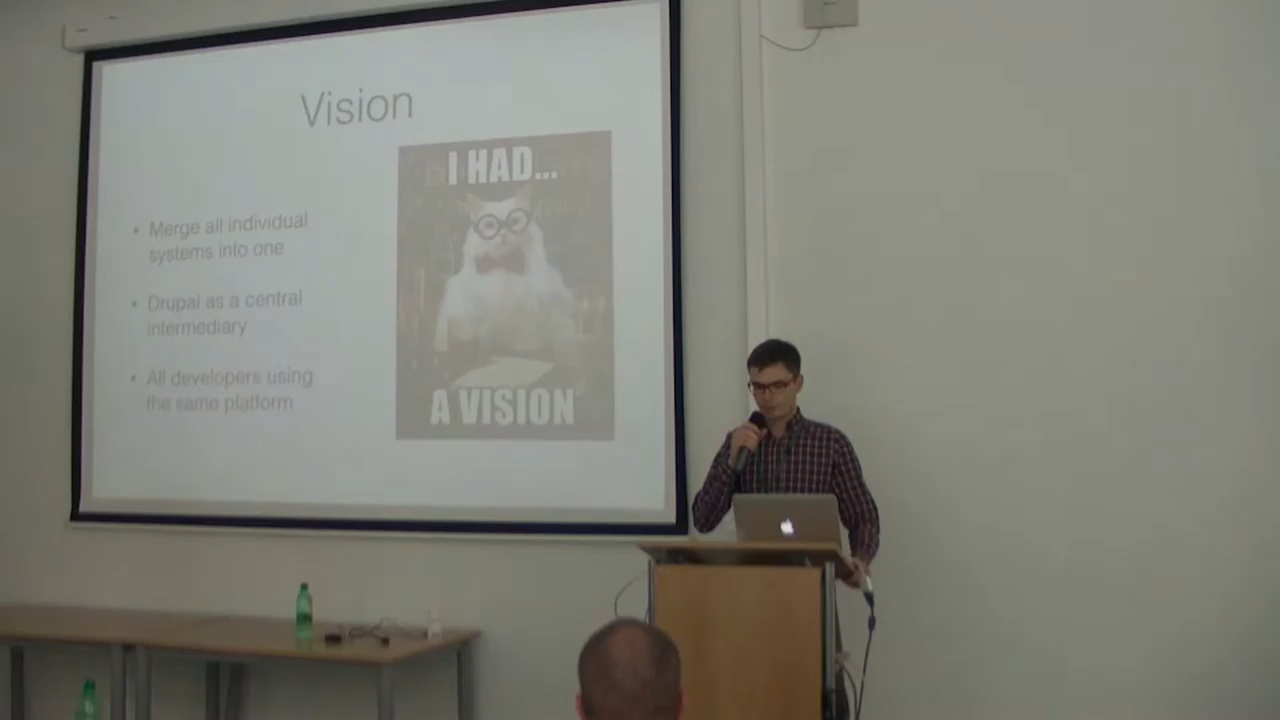 Vision
I HAD...
A VISION
• Merge all individual
systems into one
• Drupal as a central
intermediary
• All developers using
the same platform